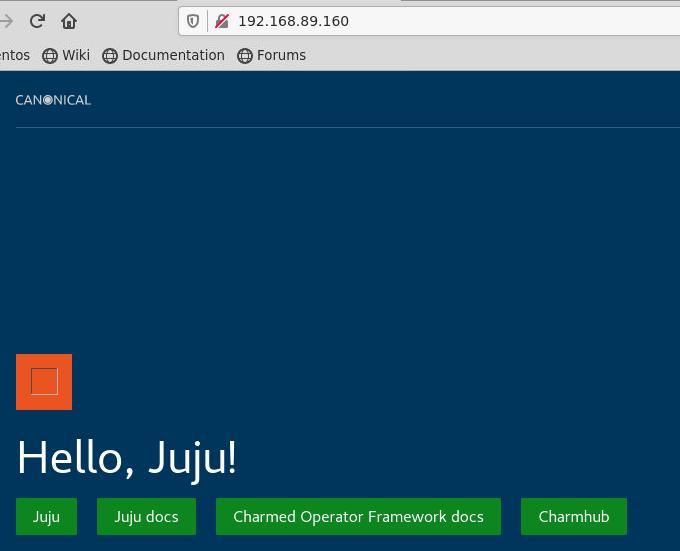 192.168.89.160
entos Wiki Documentation Forums
CANONICAL
Hello, Juju!
Juju Juju docs Charmed Operator Framework docs Charmhub